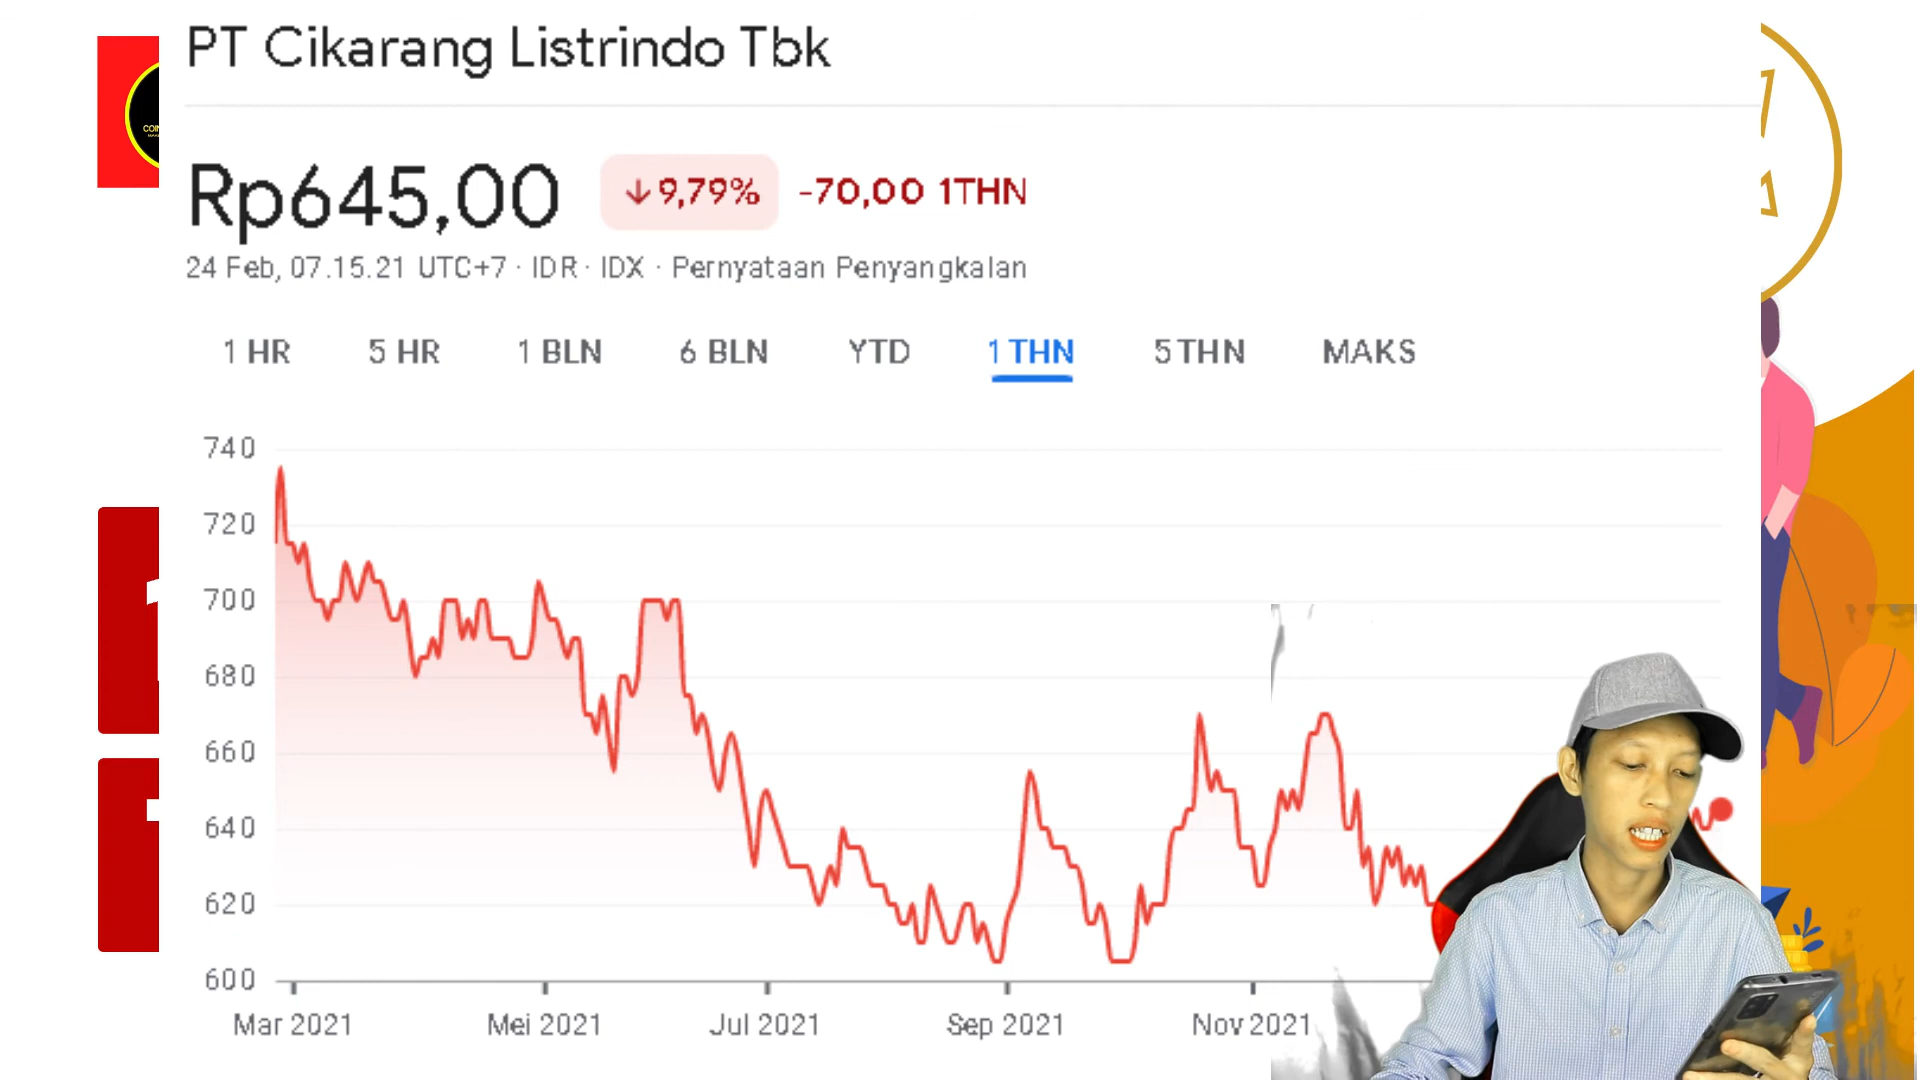 PT Cikarang Listrindo Tbk
Rp645,00 ↓9,79% -70,00 1THN
24 Feb, 07.15.21 UTC+7 · IDR · IDX · Pernyataan Penyangkalan
1 HR 5 HR 1 BLN 6 BLN YTD 1 THN 5 THN MAKS
740
720
700
680
660
640
620
600
Mar 2021 Mei 2021 Jul 2021 Sep 2021 Nov 2021